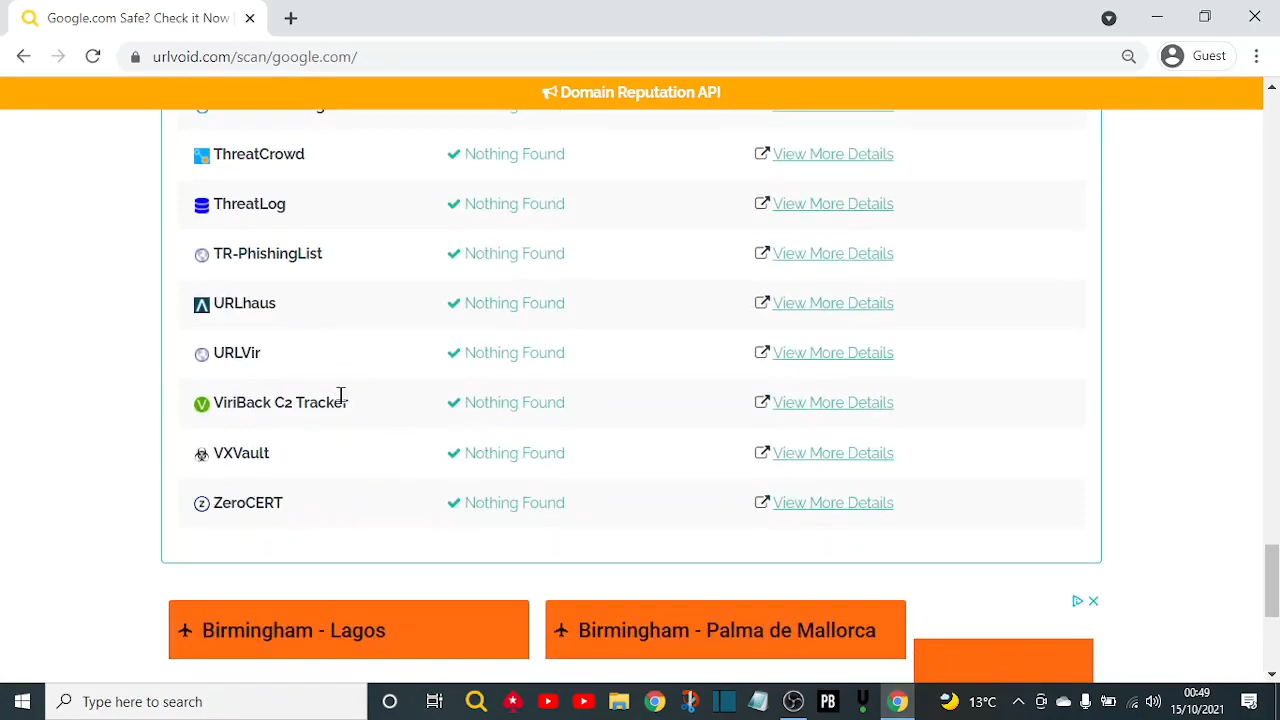 Google.com Safe? Check it Now
urlvoid.com/scan/google.com/
Guest
Domain Reputation API
ThreatCrowd Nothing Found View More Details
ThreatLog Nothing Found View More Details
TR-PhishingList Nothing Found View More Details
URLhaus Nothing Found View More Details
URLVir Nothing Found View More Details
ViriBack C2 Tracker Nothing Found View More Details
VXVault Nothing Found View More Details
ZeroCERT Nothing Found View More Details
Birmingham - Lagos
Birmingham - Palma de Mallorca
Type here to search
PB
13°C
00:49
15/10/2021